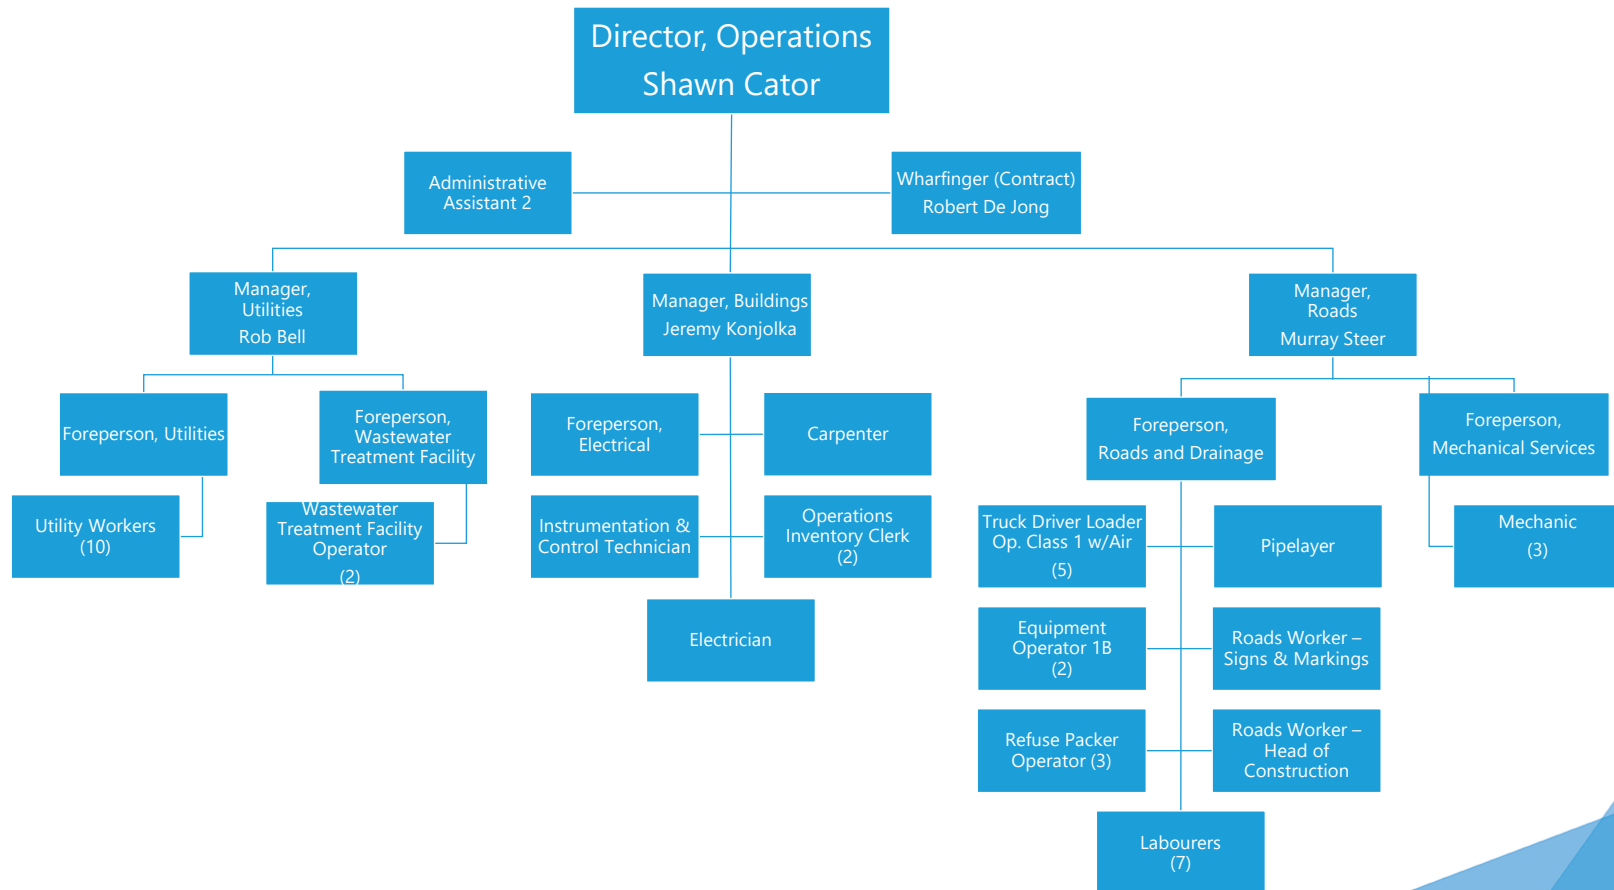 Director, Operations
Shawn Cator
Administrative
Assistant 2
Wharfinger (Contract)
Robert De Jong
Manager,
Utilities
Rob Bell
Manager, Buildings
Jeremy Konjolka
Manager,
Roads
Murray Steer
Foreperson, Utilities
Foreperson,
Wastewater
Treatment Facility
Foreperson,
Electrical
Carpenter
Foreperson,
Roads and Drainage
Foreperson,
Mechanical Services
Utility Workers
(10)
Wastewater
Treatment Facility
Operator
(2)
Instrumentation &
Control Technician
Operations
Inventory Clerk
(2)
Truck Driver Loader
Op. Class 1 w/Air
(5)
Pipelayer
Mechanic
(3)
Electrician
Equipment
Operator 1B
(2)
Roads Worker –
Signs & Markings
Refuse Packer
Operator (3)
Roads Worker –
Head of
Construction
Labourers
(7)